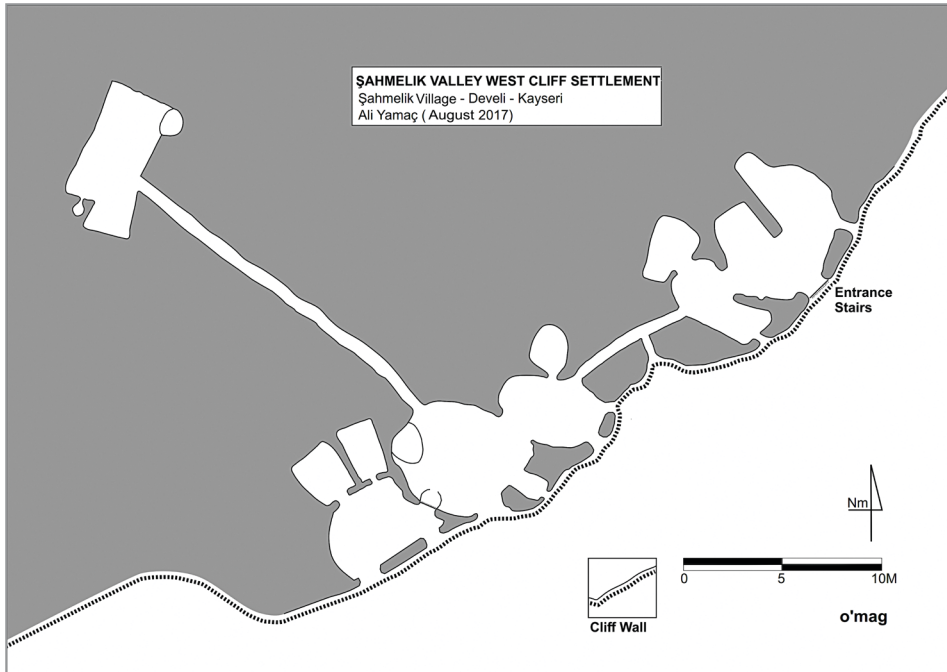 ŞAHMELIK VALLEY WEST CLIFF SETTLEMENT
Şahmelik Village - Develi - Kayseri
Ali Yamaç ( August 2017)
Entrance
Stairs
Nm
0 5 10M
Cliff Wall
o'mag